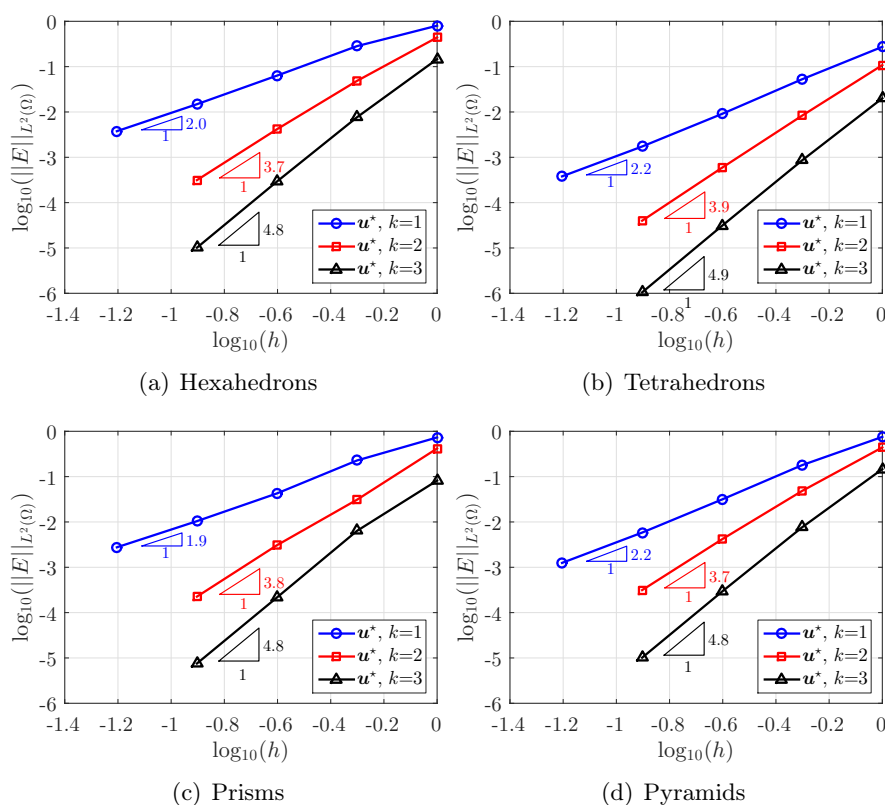 0
-1
-2
-3
-4
-5
-6
log₁₀(||E||_{L²(Ω)})
2.0
1
3.7
1
4.8
1
u⋆, k=1
u⋆, k=2
u⋆, k=3
-1.4 -1.2 -1 -0.8 -0.6 -0.4 -0.2 0
log₁₀(h)
(a) Hexahedrons
0
-1
-2
-3
-4
-5
-6
log₁₀(||E||_{L²(Ω)})
2.2
1
3.9
1
4.9
1
u⋆, k=1
u⋆, k=2
u⋆, k=3
-1.4 -1.2 -1 -0.8 -0.6 -0.4 -0.2 0
log₁₀(h)
(b) Tetrahedrons
0
-1
-2
-3
-4
-5
-6
log₁₀(||E||_{L²(Ω)})
1.9
1
3.8
1
4.8
1
u⋆, k=1
u⋆, k=2
u⋆, k=3
-1.4 -1.2 -1 -0.8 -0.6 -0.4 -0.2 0
log₁₀(h)
(c) Prisms
0
-1
-2
-3
-4
-5
-6
log₁₀(||E||_{L²(Ω)})
2.2
1
3.7
1
4.8
1
u⋆, k=1
u⋆, k=2
u⋆, k=3
-1.4 -1.2 -1 -0.8 -0.6 -0.4 -0.2 0
log₁₀(h)
(d) Pyramids